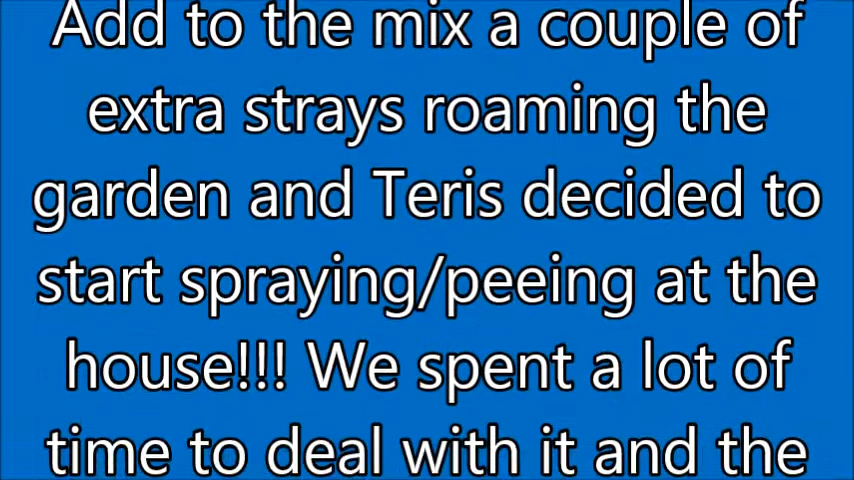 Add to the mix a couple of
extra strays roaming the
garden and Teris decided to
start spraying/peeing at the
house!!! We spent a lot of
time to deal with it and the